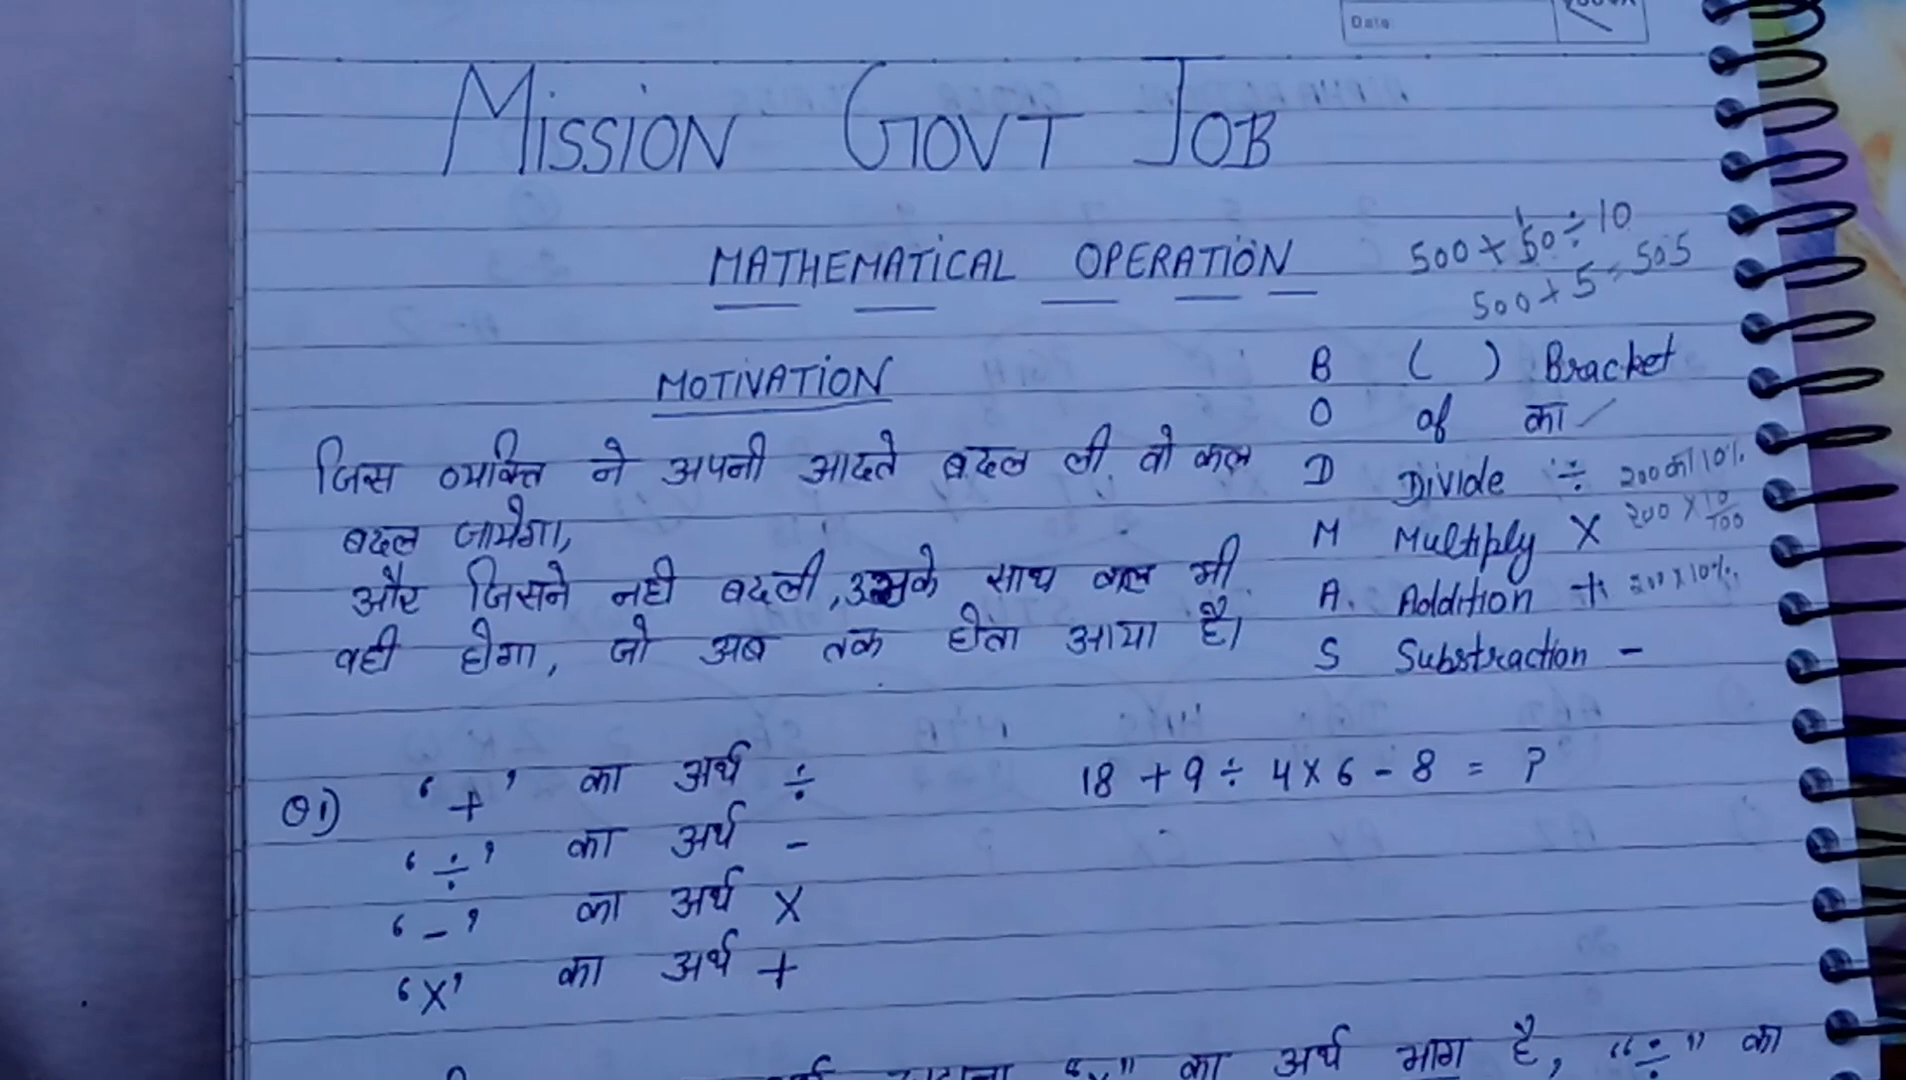 Date
MISSION GOVT JOB
MATHEMATICAL OPERATION
500 + 50 ÷ 10
500 + 5 = 505
MOTIVATION
जिस व्यक्ति ने अपनी आदते बदल ली, वो कल
बदल जायेगा,
और जिसने नही बदली, उसके साथ कल भी
वही होगा, जो अब तक होता आया है।
B ( ) Bracket
O of का
D Divide ÷ 200 का 10%
M Multiply X 200 X 10/100
A. Addition + 200 X 10%
S Substraction -
Q1) ‘+’ का अर्थ ÷ 18 + 9 ÷ 4 X 6 - 8 = ?
‘÷’ का अर्थ -
‘-’ का अर्थ X
‘X’ का अर्थ +
का अर्थ भाग है, “÷” का